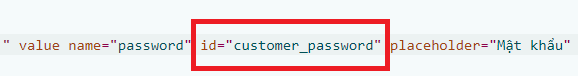 " value name="password" id="customer_password" placeholder="Mật khẩu"